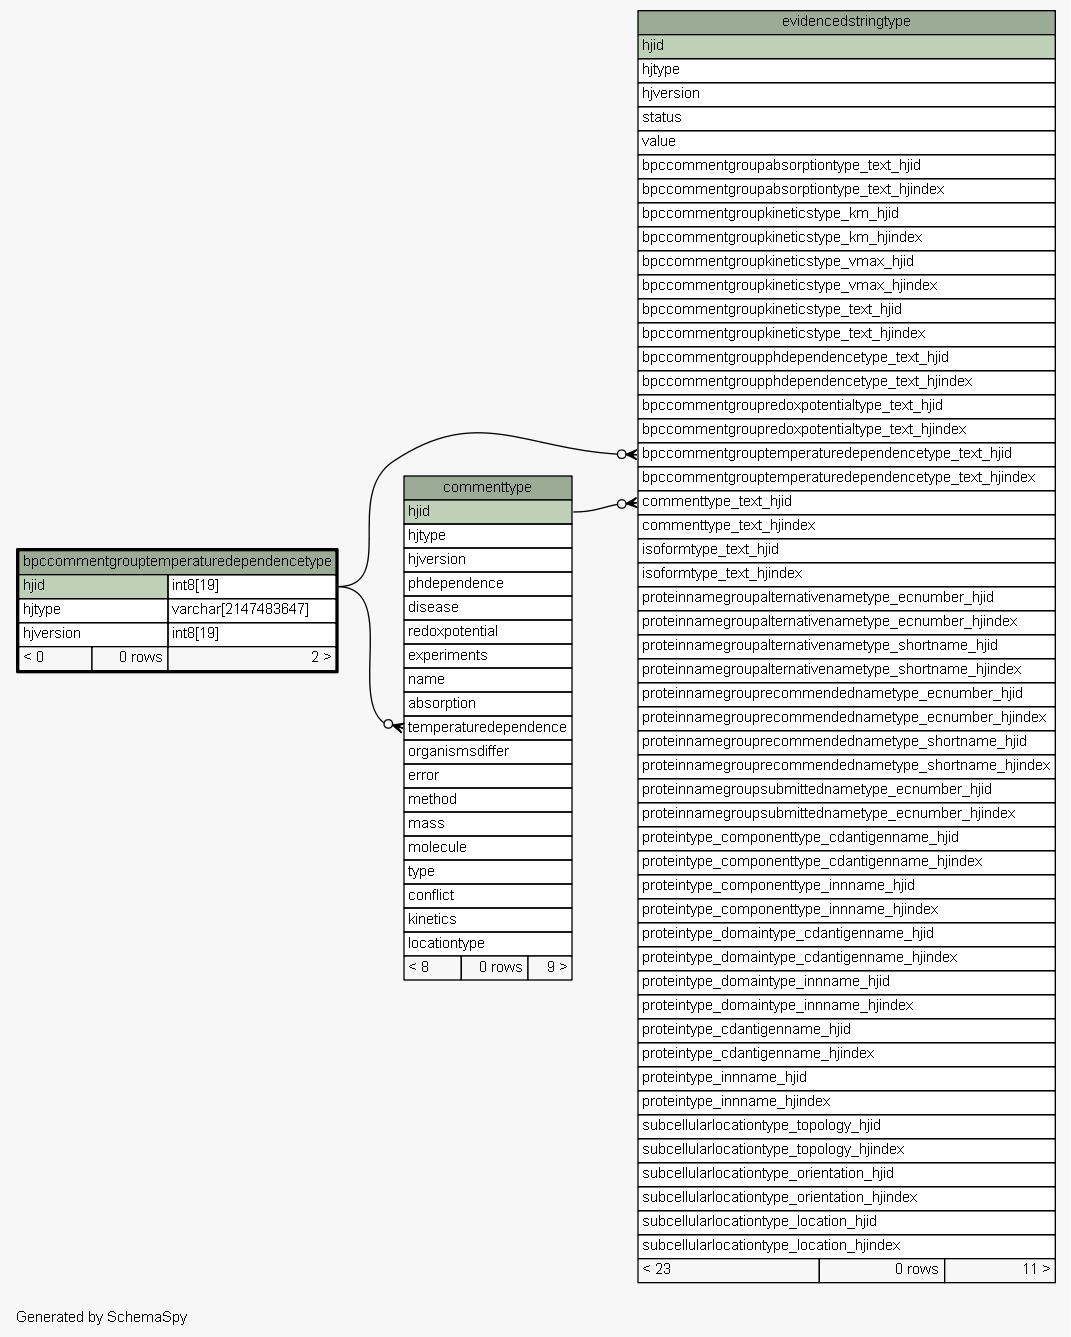 evidencedstringtype
hjid
hjtype
hjversion
status
value
bpccommentgroupabsorptiontype_text_hjid
bpccommentgroupabsorptiontype_text_hjindex
bpccommentgroupkineticstype_km_hjid
bpccommentgroupkineticstype_km_hjindex
bpccommentgroupkineticstype_vmax_hjid
bpccommentgroupkineticstype_vmax_hjindex
bpccommentgroupkineticstype_text_hjid
bpccommentgroupkineticstype_text_hjindex
bpccommentgroupphdependencetype_text_hjid
bpccommentgroupphdependencetype_text_hjindex
bpccommentgroupredoxpotentialtype_text_hjid
bpccommentgroupredoxpotentialtype_text_hjindex
bpccommentgrouptemperaturedependencetype_text_hjid
bpccommentgrouptemperaturedependencetype_text_hjindex
commenttype_text_hjid
commenttype_text_hjindex
isoformtype_text_hjid
isoformtype_text_hjindex
proteinnamegroupalternativenametype_ecnumber_hjid
proteinnamegroupalternativenametype_ecnumber_hjindex
proteinnamegroupalternativenametype_shortname_hjid
proteinnamegroupalternativenametype_shortname_hjindex
proteinnamegrouprecommendednametype_ecnumber_hjid
proteinnamegrouprecommendednametype_ecnumber_hjindex
proteinnamegrouprecommendednametype_shortname_hjid
proteinnamegrouprecommendednametype_shortname_hjindex
proteinnamegroupsubmittednametype_ecnumber_hjid
proteinnamegroupsubmittednametype_ecnumber_hjindex
proteintype_componenttype_cdantigenname_hjid
proteintype_componenttype_cdantigenname_hjindex
proteintype_componenttype_innname_hjid
proteintype_componenttype_innname_hjindex
proteintype_domaintype_cdantigenname_hjid
proteintype_domaintype_cdantigenname_hjindex
proteintype_domaintype_innname_hjid
proteintype_domaintype_innname_hjindex
proteintype_cdantigenname_hjid
proteintype_cdantigenname_hjindex
proteintype_innname_hjid
proteintype_innname_hjindex
subcellularlocationtype_topology_hjid
subcellularlocationtype_topology_hjindex
subcellularlocationtype_orientation_hjid
subcellularlocationtype_orientation_hjindex
subcellularlocationtype_location_hjid
subcellularlocationtype_location_hjindex
< 23 0 rows 11 >
commenttype
hjid
hjtype
hjversion
phdependence
disease
redoxpotential
experiments
name
absorption
temperaturedependence
organismsdiffer
error
method
mass
molecule
type
conflict
kinetics
locationtype
< 8 0 rows 9 >
bpccommentgrouptemperaturedependencetype
hjid int8[19]
hjtype varchar[2147483647]
hjversion int8[19]
< 0 0 rows 2 >
Generated by SchemaSpy